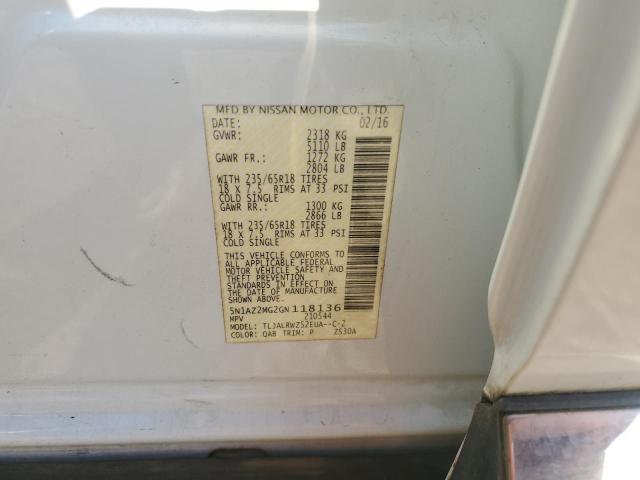 MFD BY NISSAN MOTOR CO., LTD.
DATE: 02/16
GVWR: 2318 KG
5110 LB
GAWR FR.: 1272 KG
2804 LB
WITH 235/65R18 TIRES
18 X 7.5 RIMS AT 33 PSI
COLD SINGLE
GAWR RR.: 1300 KG
2866 LB
WITH 235/65R18 TIRES
18 X 7.5 RIMS AT 33 PSI
COLD SINGLE
THIS VEHICLE CONFORMS TO
ALL APPLICABLE FEDERAL
MOTOR VEHICLE SAFETY AND
THEFT PREVENTION
STANDARDS IN EFFECT ON
THE DATE OF MANUFACTURE
SHOWN ABOVE.
5N1AZ2MG2GN118136
MPV 210544
MODEL: TLJALRWZ52EUA--C-2
COLOR: QAB TRIM: P Z530A